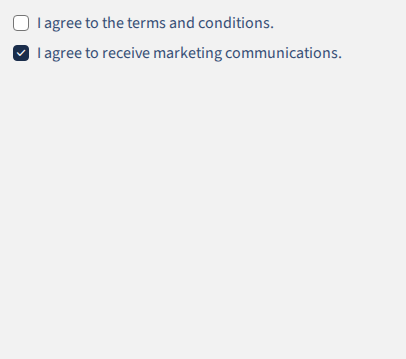 I agree to the terms and conditions.
I agree to receive marketing communications.